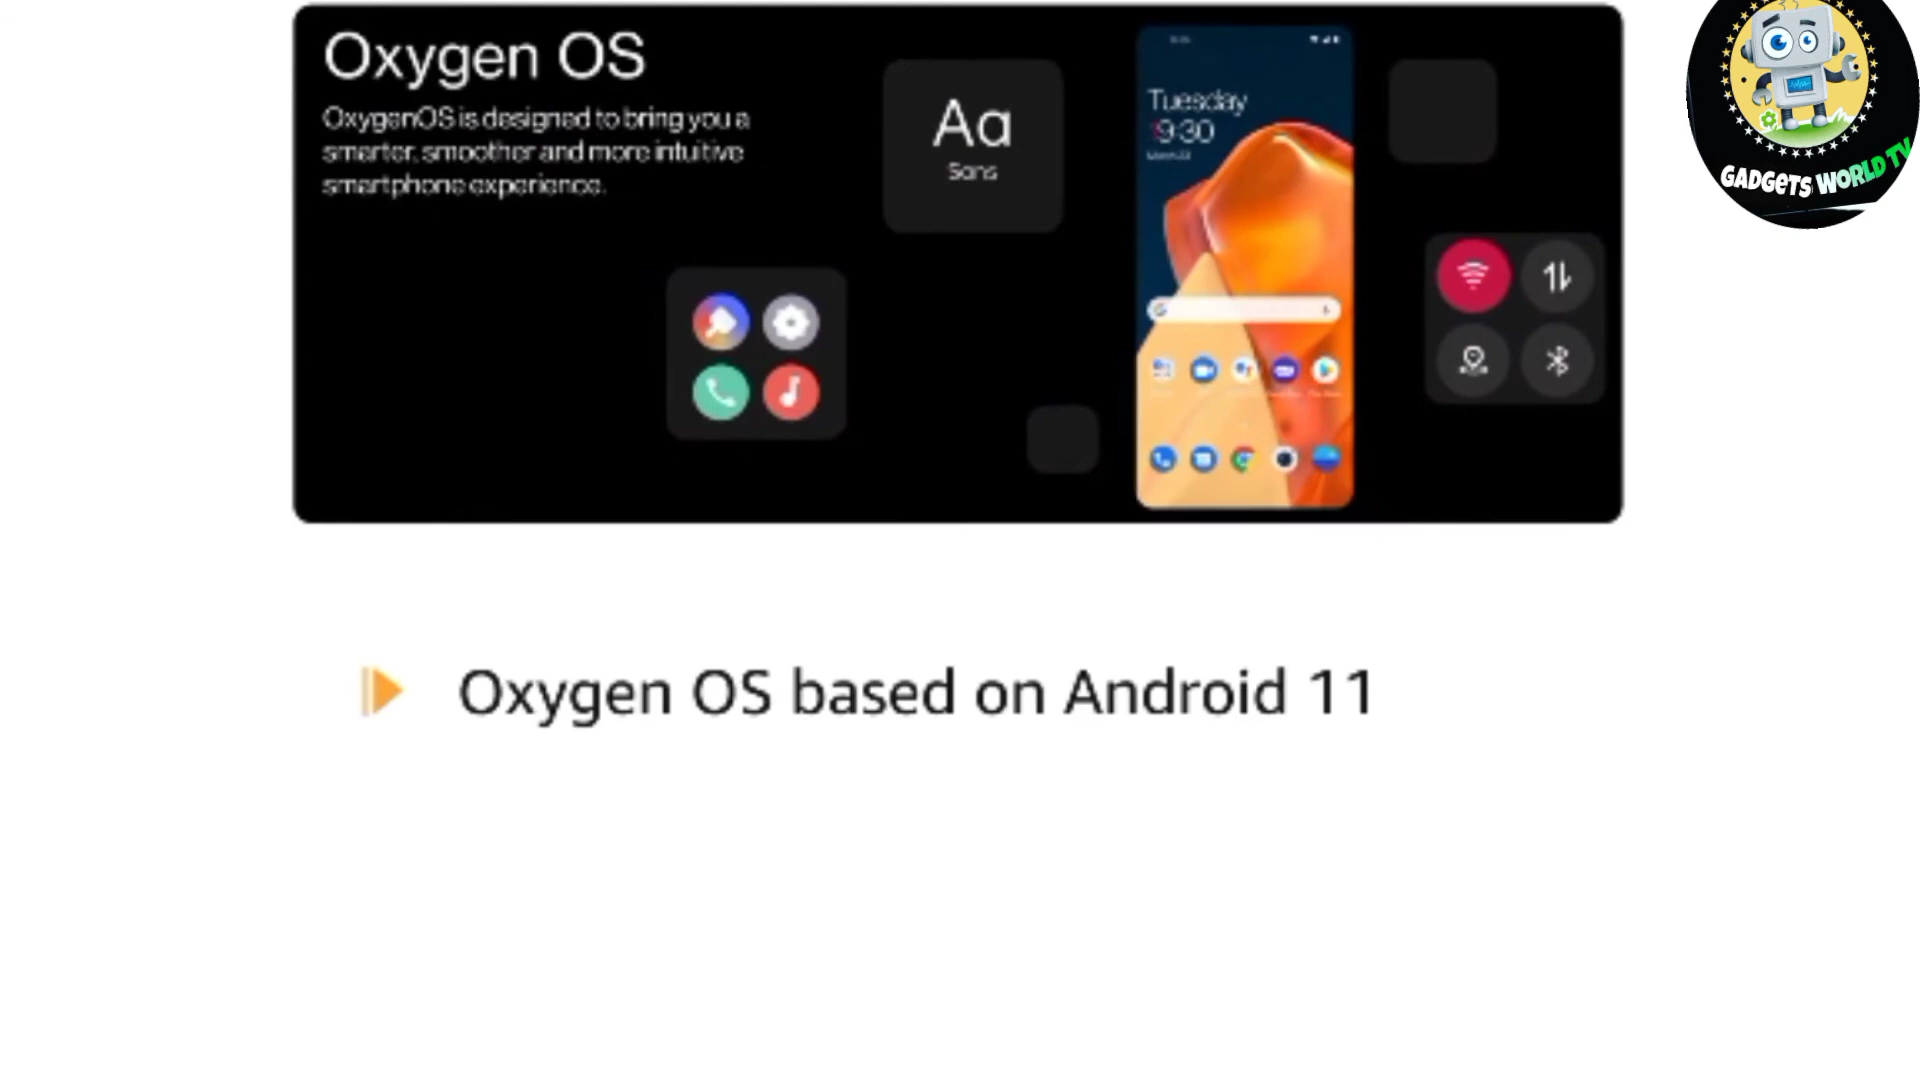 Oxygen OS
OxygenOS is designed to bring you a
smarter, smoother and more intuitive
smartphone experience.
Aa
Sans
Tuesday
9:30
GADGETS WORLD TV
Oxygen OS based on Android 11